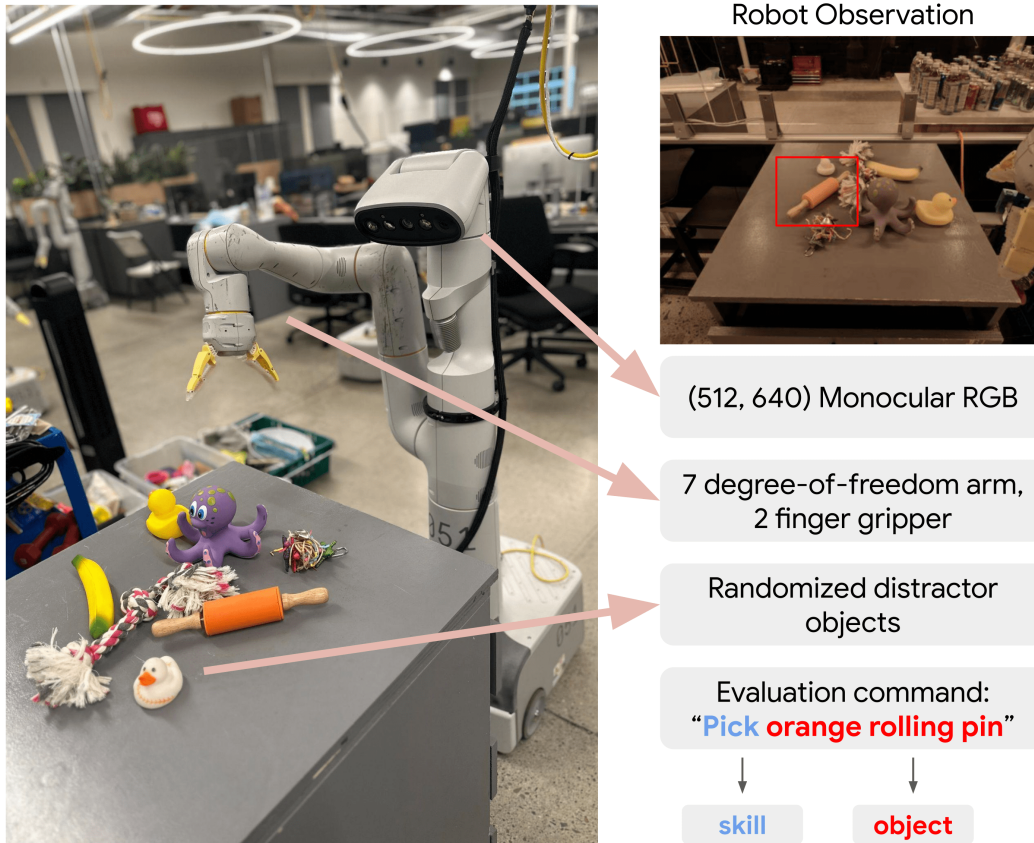 Robot Observation
(512, 640) Monocular RGB
7 degree-of-freedom arm,
2 finger gripper
Randomized distractor
objects
Evaluation command:
“Pick orange rolling pin”
skill
object
051